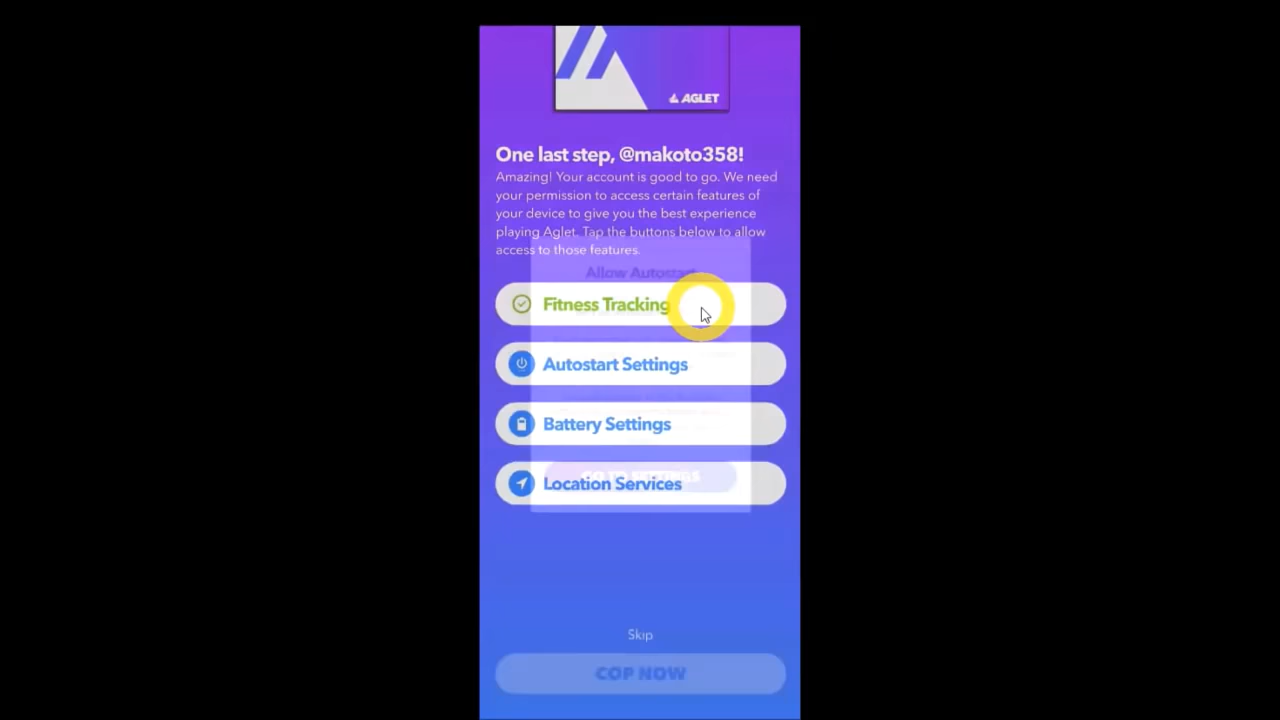 AGLET
One last step, @makoto358!
Amazing! Your account is good to go. We need
your permission to access certain features of
your device to give you the best experience
playing Aglet. Tap the buttons below to allow
access to those features.
Allow Autostart
Fitness Tracking
Autostart Settings
Battery Settings
GO TO SETTINGS
Location Services
Skip
COP NOW